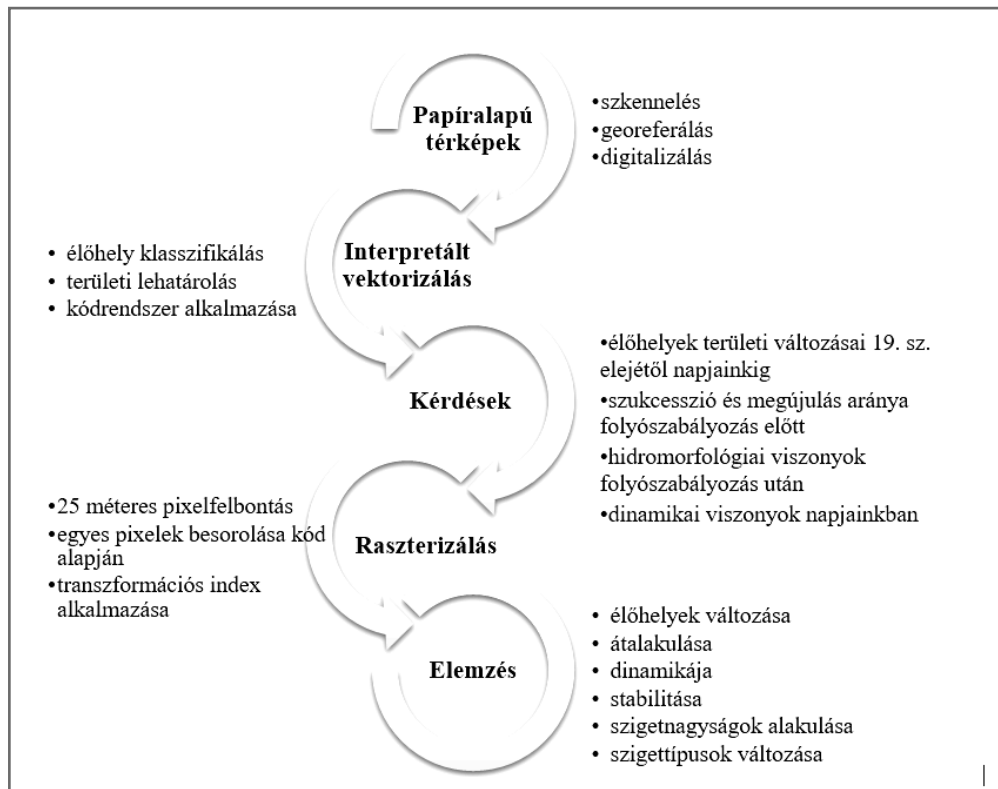 Papíralapú
térképek
•szkennelés
•georeferálás
•digitalizálás
Interpretált
vektorizálás
• élőhely klasszifikálás
• területi lehatárolás
• kódrendszer alkalmazása
Kérdések
•élőhelyek területi változásai 19. sz.
elejétől napjainkig
•szukcesszió és megújulás aránya
folyószabályozás előtt
•hidromorfológiai viszonyok
folyószabályozás után
•dinamikai viszonyok napjainkban
Raszterizálás
•25 méteres pixelfelbontás
•egyes pixelek besorolása kód
alapján
•transzformációs index
alkalmazása
Elemzés
• élőhelyek változása
• átalakulása
• dinamikája
• stabilitása
• szigetnagyságok alakulása
• szigettípusok változása